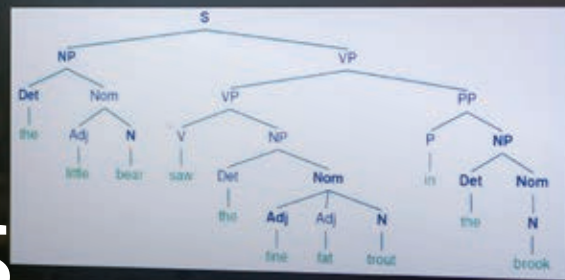 S
NP VP
Det Nom VP PP
the Adj N V NP P NP
little bear saw Det Nom in Det Nom
the Adj Adj N the N
fine fat trout brook